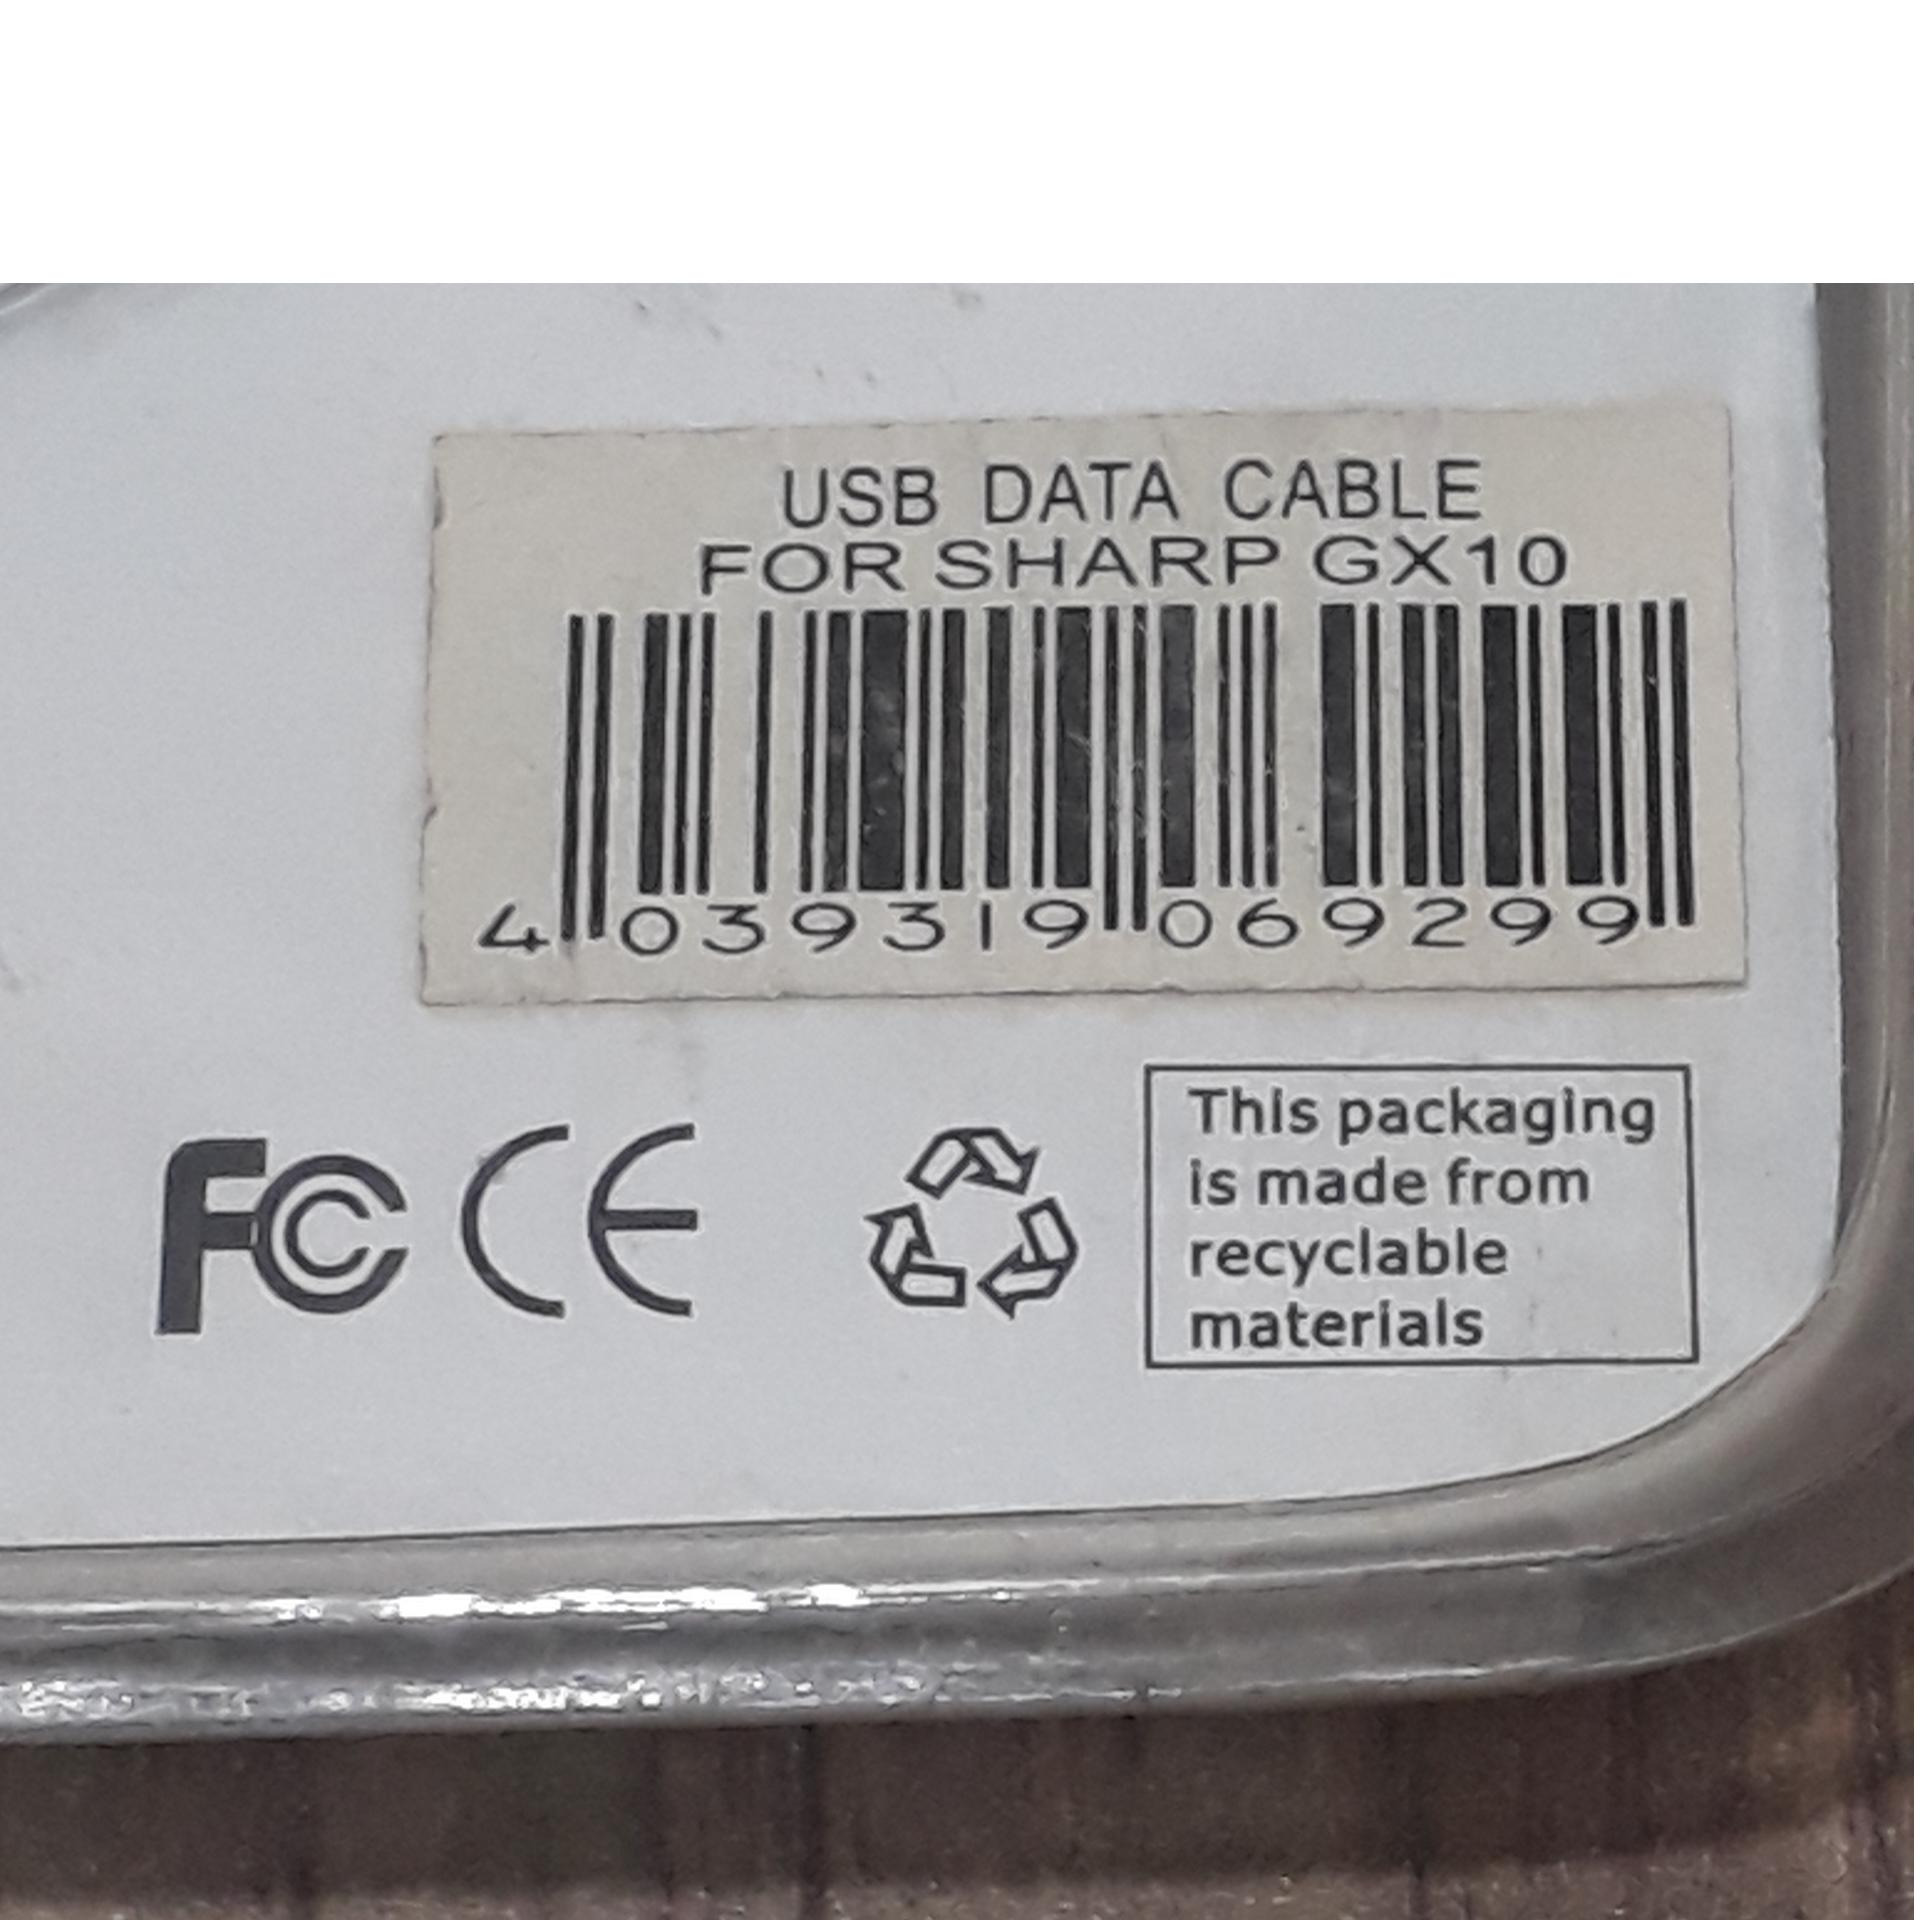 USB DATA CABLE
FOR SHARP GX10
4 039319 069299
FC CE
This packaging
is made from
recyclable
materials